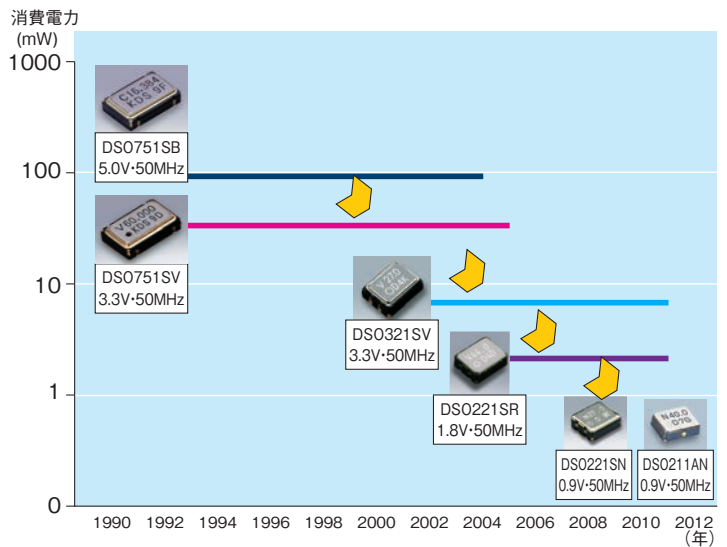 消費電力
(mW)
1000
100
10
1
0
C16.384
KDS 9F
DSO751SB
5.0V・50MHz
V60.000
KDS 9D
DSO751SV
3.3V・50MHz
V 27.0
DSO321SV
3.3V・50MHz
DSO221SR
1.8V・50MHz
DSO221SN
0.9V・50MHz
N40.0
D7G
DSO211AN
0.9V・50MHz
1990 1992 1994 1996 1998 2000 2002 2004 2006 2008 2010 2012
(年)